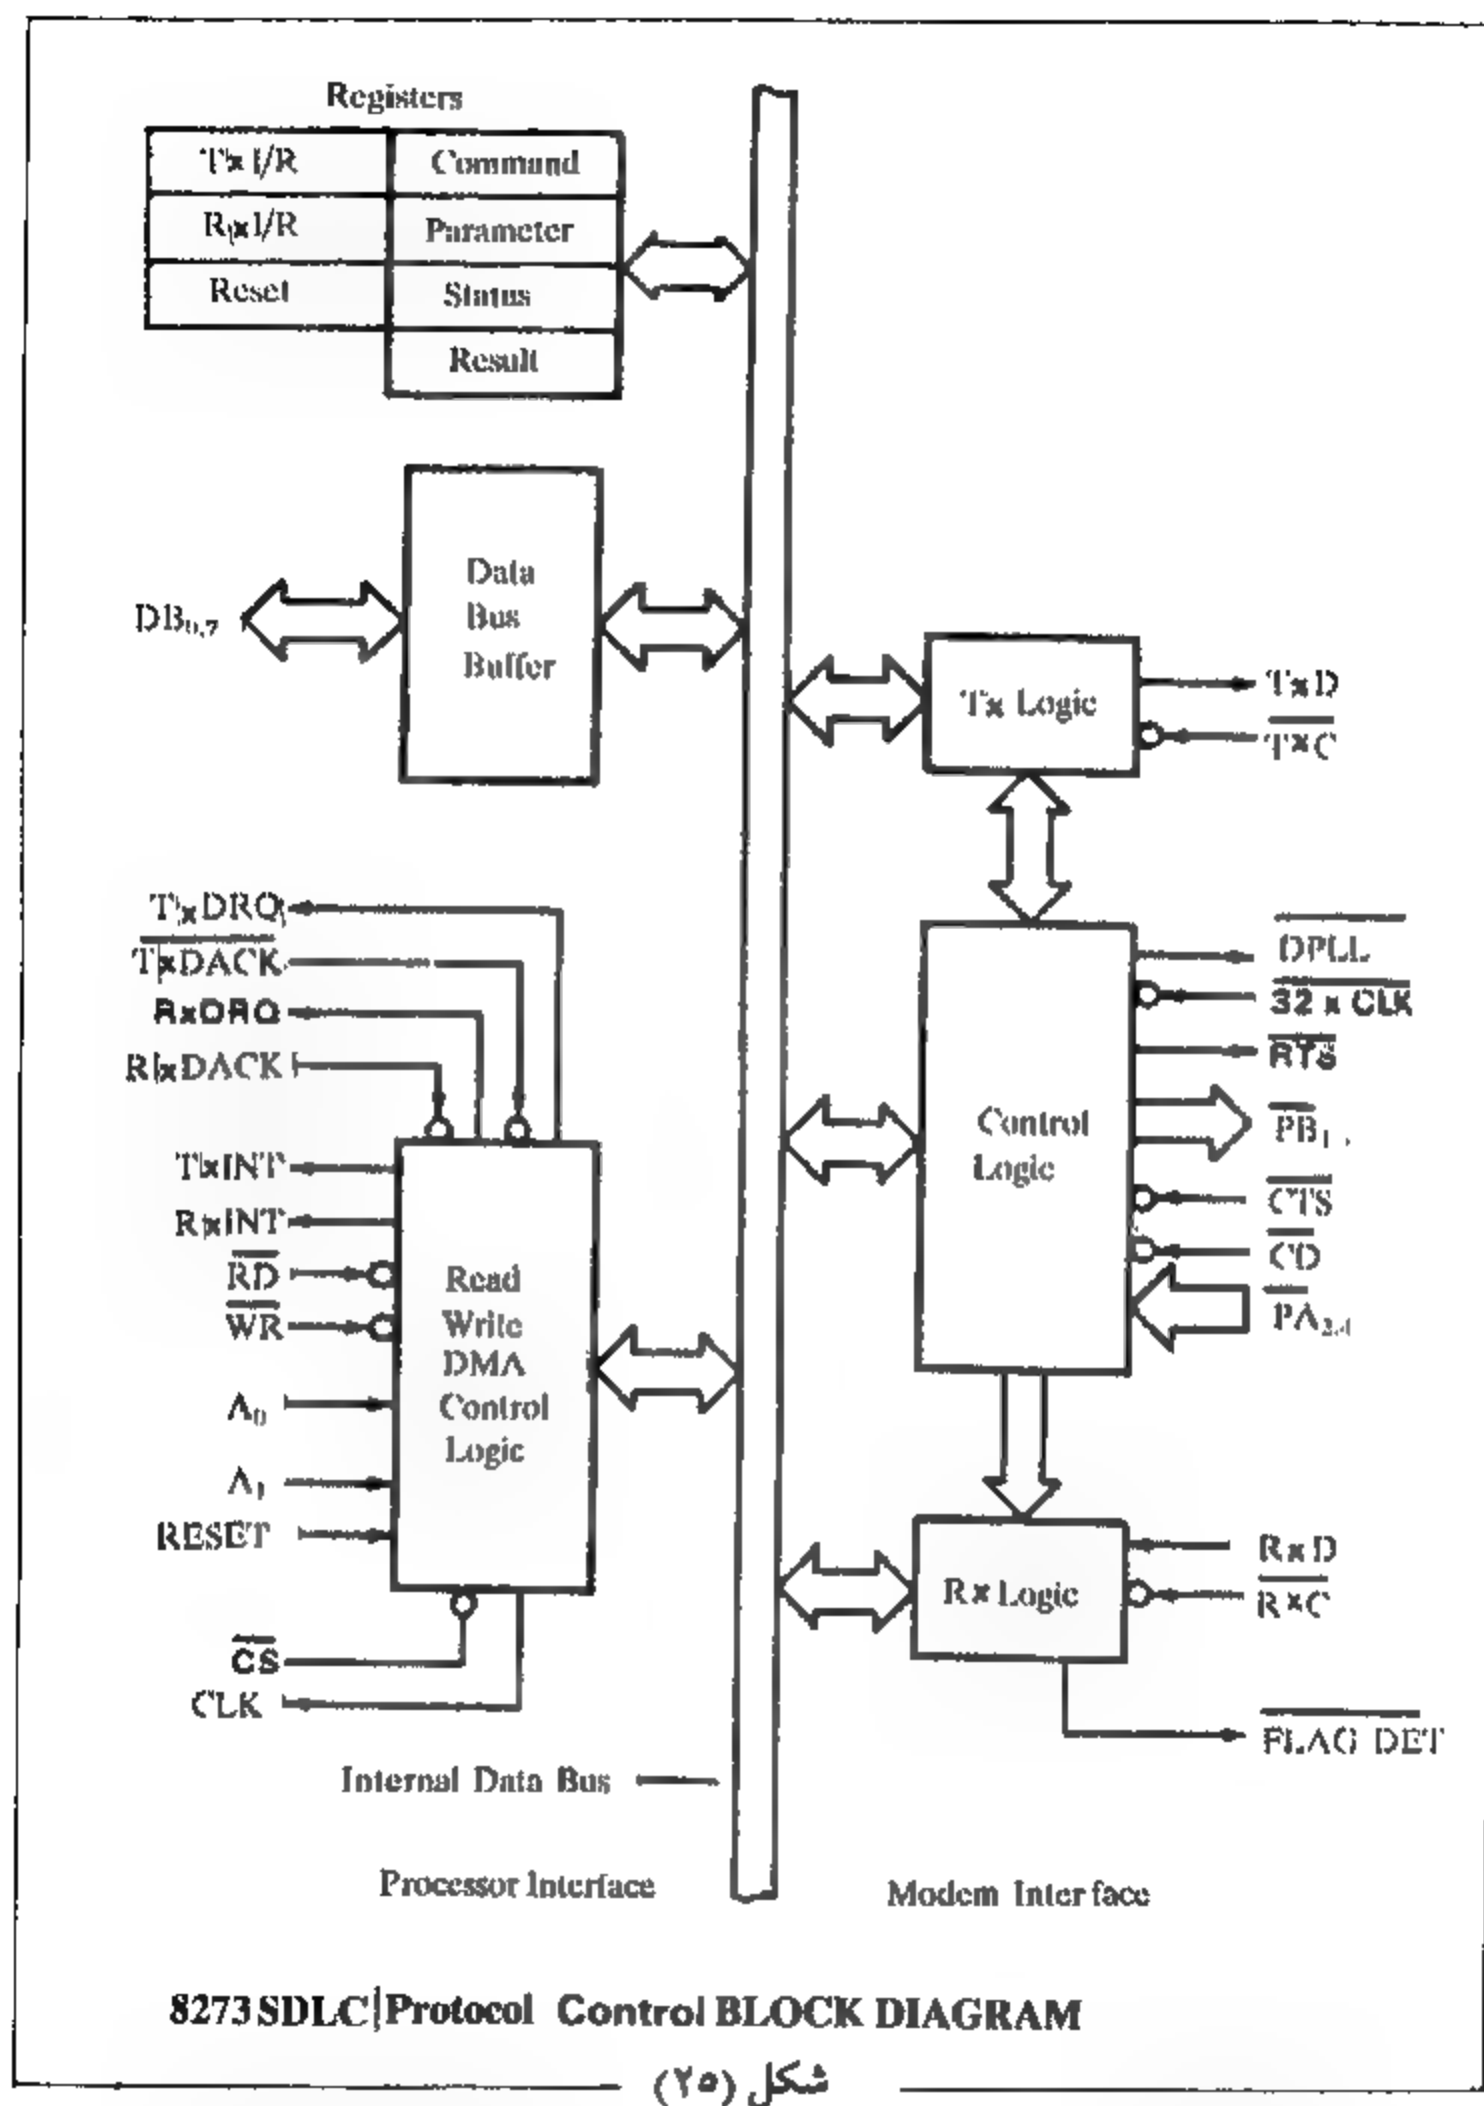 Registers
TxI/R Command
RxI/R Parameter
Reset Status
Result
Data
Bus
Buffer
DB0,7
Tx Logic
TxD
TxC
TxDRQ
TxDACK
RxDRQ
RxDACK
TxINT
RxINT
RD
WR
A0
A1
RESET
CS
CLK
Read
Write
DMA
Control
Logic
Control
Logic
DPLL
32 x CLK
RTS
CTS
CD
Rx Logic
RxD
RxC
FLAG DET
Internal Data Bus
Processor Interface
Modem Interface
8273 SDLC Protocol Control BLOCK DIAGRAM
شكل (٢٥)